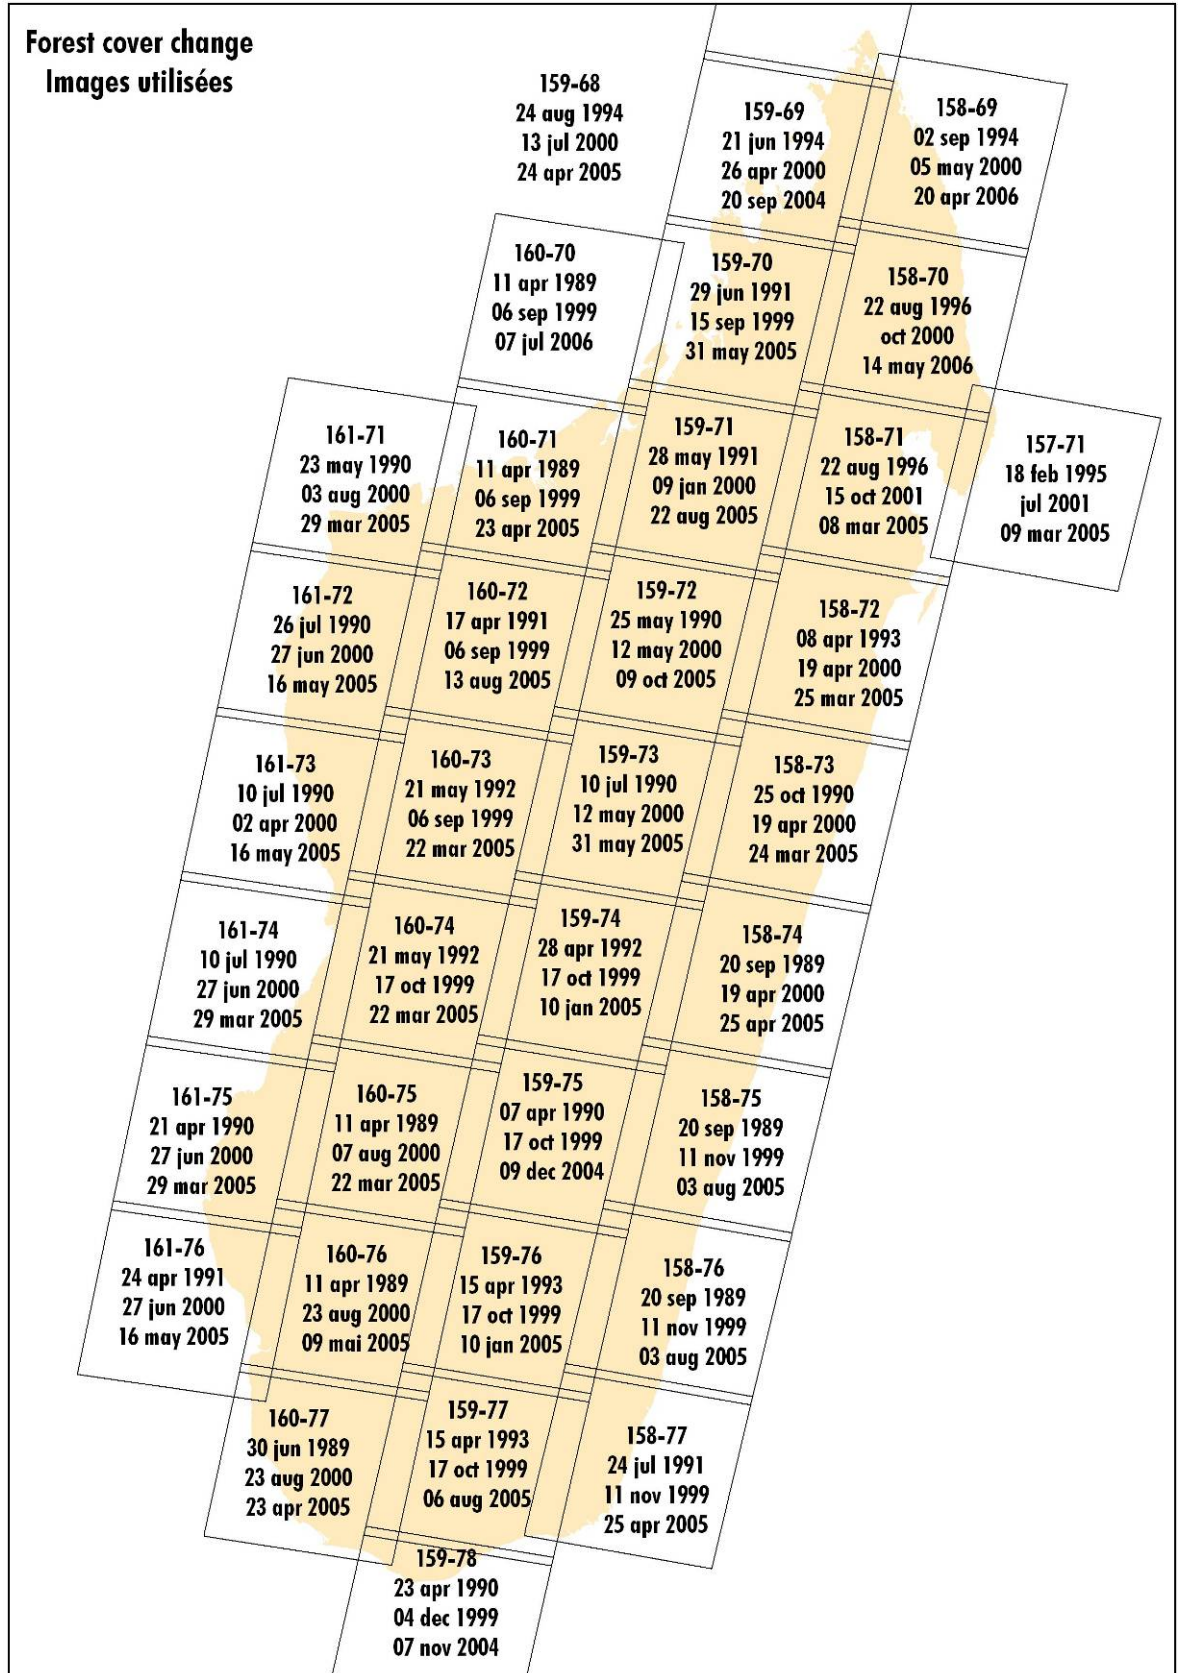 Forest cover change
Images utilisées
159-68
24 aug 1994
13 jul 2000
24 apr 2005
159-69
21 jun 1994
26 apr 2000
20 sep 2004
158-69
02 sep 1994
05 may 2000
20 apr 2006
160-70
11 apr 1989
06 sep 1999
07 jul 2006
159-70
29 jun 1991
15 sep 1999
31 may 2005
158-70
22 aug 1996
oct 2000
14 may 2006
161-71
23 may 1990
03 aug 2000
29 mar 2005
160-71
11 apr 1989
06 sep 1999
23 apr 2005
159-71
28 may 1991
09 jan 2000
22 aug 2005
158-71
22 aug 1996
15 oct 2001
08 mar 2005
157-71
18 feb 1995
jul 2001
09 mar 2005
161-72
26 jul 1990
27 jun 2000
16 may 2005
160-72
17 apr 1991
06 sep 1999
13 aug 2005
159-72
25 may 1990
12 may 2000
09 oct 2005
158-72
08 apr 1993
19 apr 2000
25 mar 2005
161-73
10 jul 1990
02 apr 2000
16 may 2005
160-73
21 may 1992
06 sep 1999
22 mar 2005
159-73
10 jul 1990
12 may 2000
31 may 2005
158-73
25 oct 1990
19 apr 2000
24 mar 2005
161-74
10 jul 1990
27 jun 2000
29 mar 2005
160-74
21 may 1992
17 oct 1999
22 mar 2005
159-74
28 apr 1992
17 oct 1999
10 jan 2005
158-74
20 sep 1989
19 apr 2000
25 apr 2005
161-75
21 apr 1990
27 jun 2000
29 mar 2005
160-75
11 apr 1989
07 aug 2000
22 mar 2005
159-75
07 apr 1990
17 oct 1999
09 dec 2004
158-75
20 sep 1989
11 nov 1999
03 aug 2005
161-76
24 apr 1991
27 jun 2000
16 may 2005
160-76
11 apr 1989
23 aug 2000
09 mai 2005
159-76
15 apr 1993
17 oct 1999
10 jan 2005
158-76
20 sep 1989
11 nov 1999
03 aug 2005
160-77
30 jun 1989
23 aug 2000
23 apr 2005
159-77
15 apr 1993
17 oct 1999
06 aug 2005
158-77
24 jul 1991
11 nov 1999
25 apr 2005
159-78
23 apr 1990
04 dec 1999
07 nov 2004